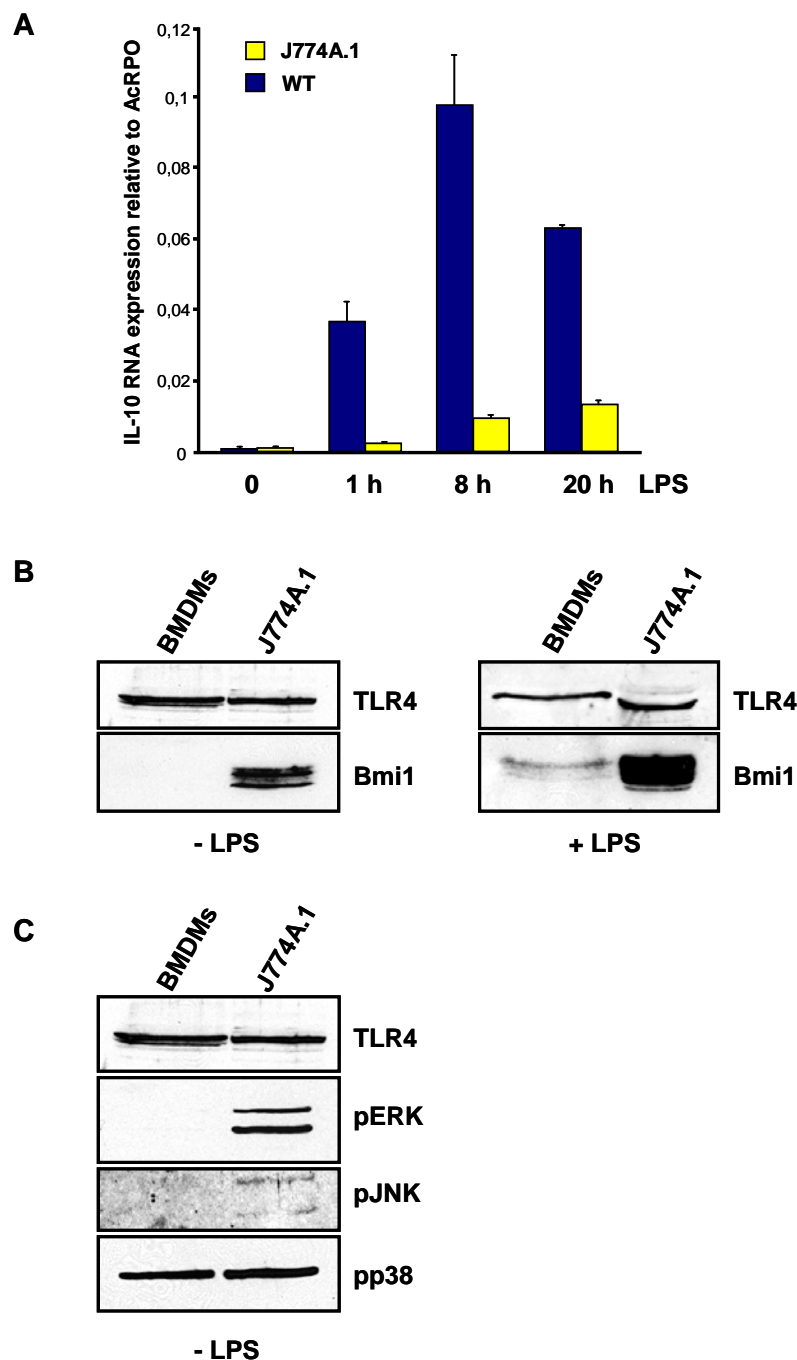 A
IL-10 RNA expression relative to AcRPO
0,12
0,1
0,08
0,06
0,04
0,02
0
J774A.1
WT
0 1 h 8 h 20 h LPS
B
BMDMs J774A.1
TLR4
Bmi1
- LPS
BMDMs J774A.1
TLR4
Bmi1
+ LPS
C
BMDMs J774A.1
TLR4
pERK
pJNK
pp38
- LPS